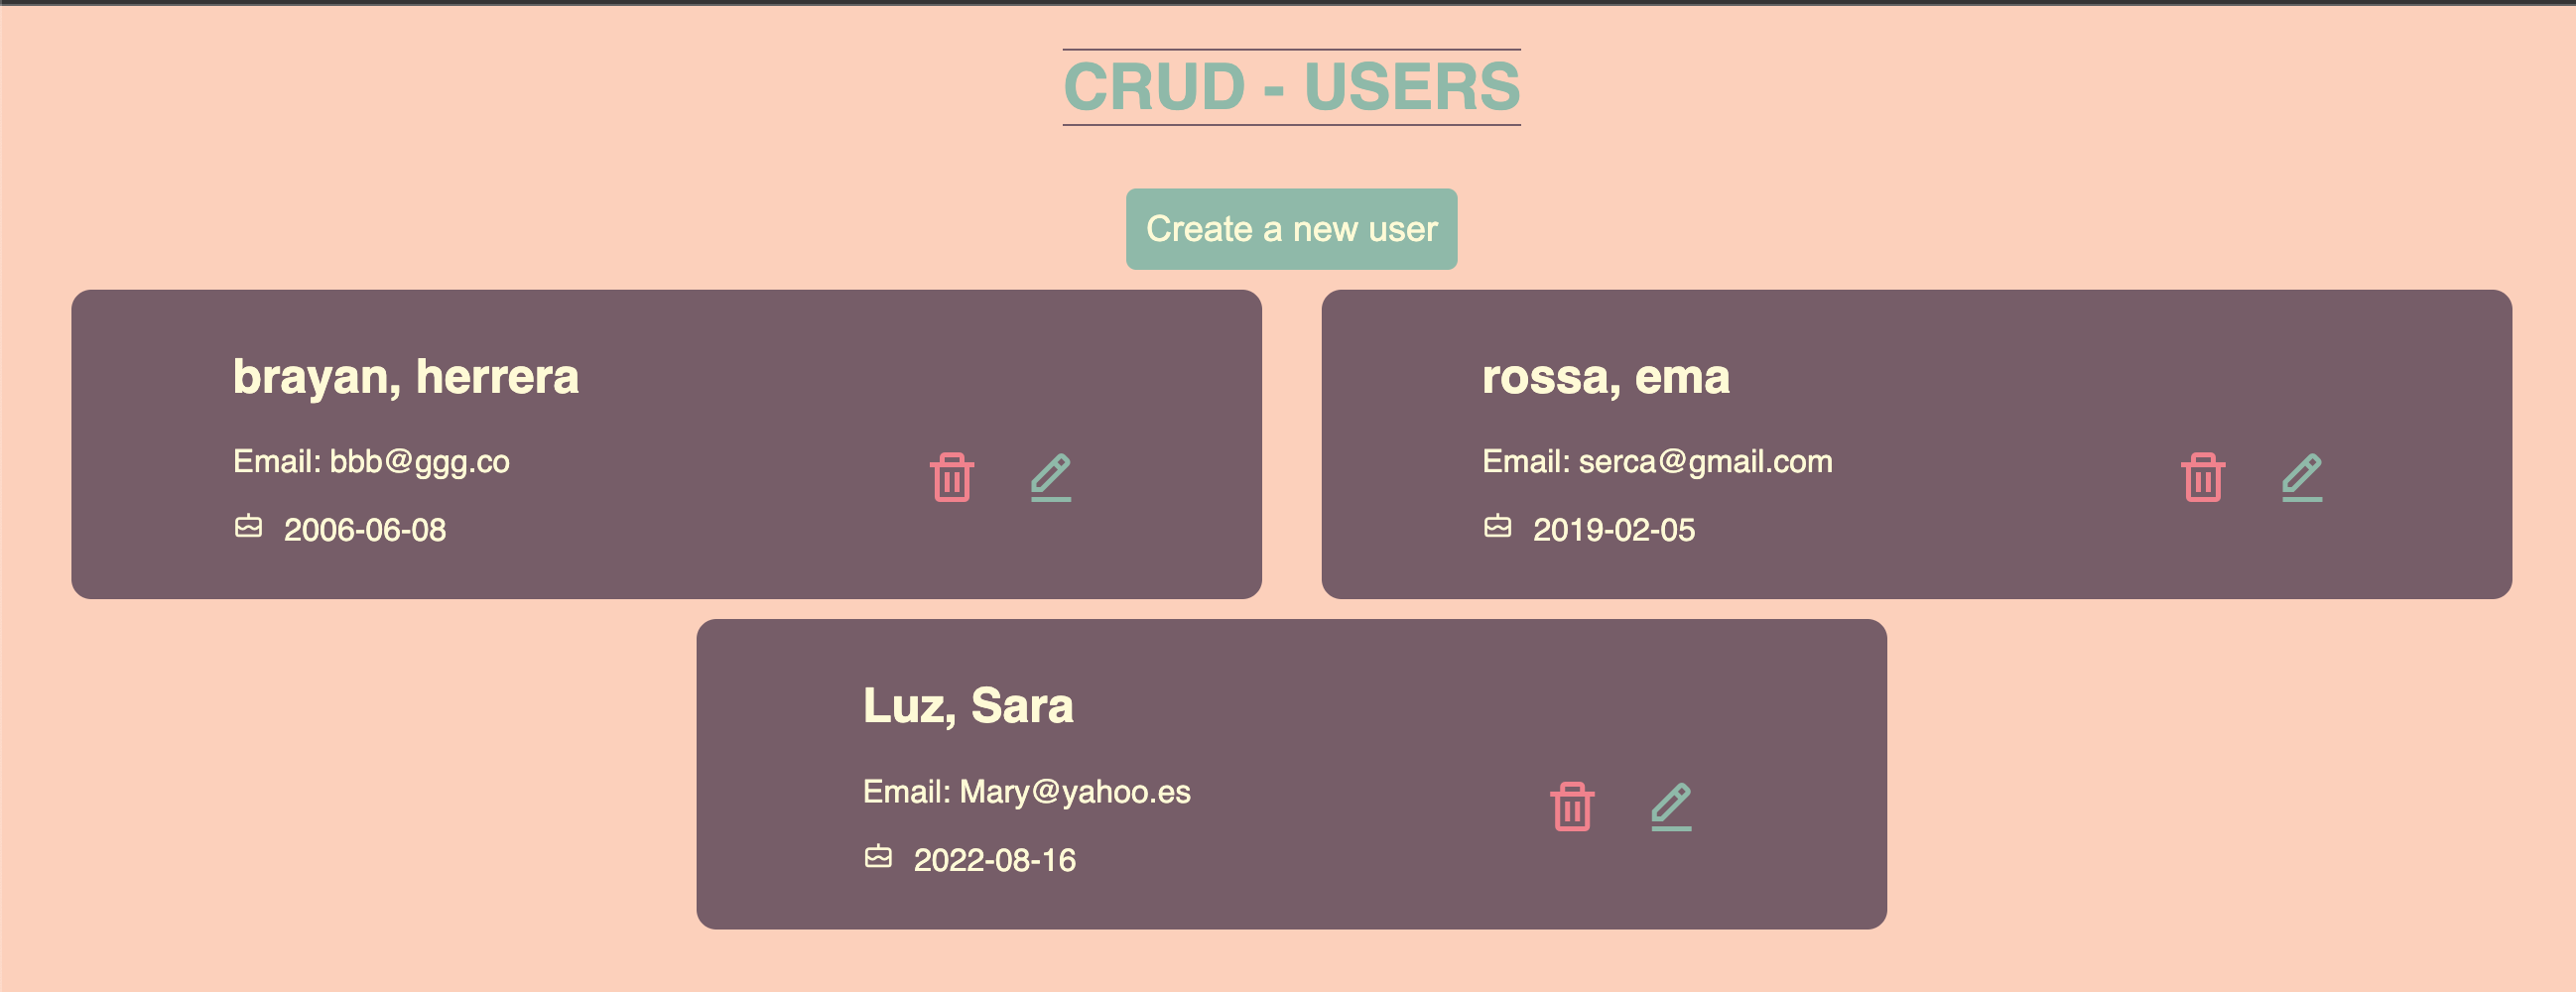 CRUD - USERS
Create a new user
brayan, herrera
Email: bbb@ggg.co
2006-06-08
rossa, ema
Email: serca@gmail.com
2019-02-05
Luz, Sara
Email: Mary@yahoo.es
2022-08-16